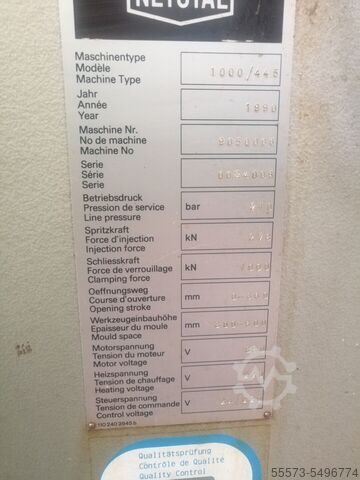 NETSTAL
Maschinentype
Modèle
Machine Type
1000/445
Jahr
Année
Year
1990
Maschine Nr.
No de machine
Machine No
Serie
Série
Serie
Betriebsdruck
Pression de service
Line pressure
bar
Spritzkraft
Force d'injection
Injection force
kN
Schliesskraft
Force de verrouillage
Clamping force
kN
1000
Oeffnungsweg
Course d'ouverture
Opening stroke
mm
Werkzeugeinbauhöhe
Epaisseur du moule
Mould space
mm
Motorspannung
Tension du moteur
Motor voltage
V
Heizspannung
Tension de chauffage
Heating voltage
V
Steuerspannung
Tension de commande
Control voltage
V
110 240 3945 b
Qualitätsprüfung
Contrôle de Qualité
Quality Control
55573-5496774